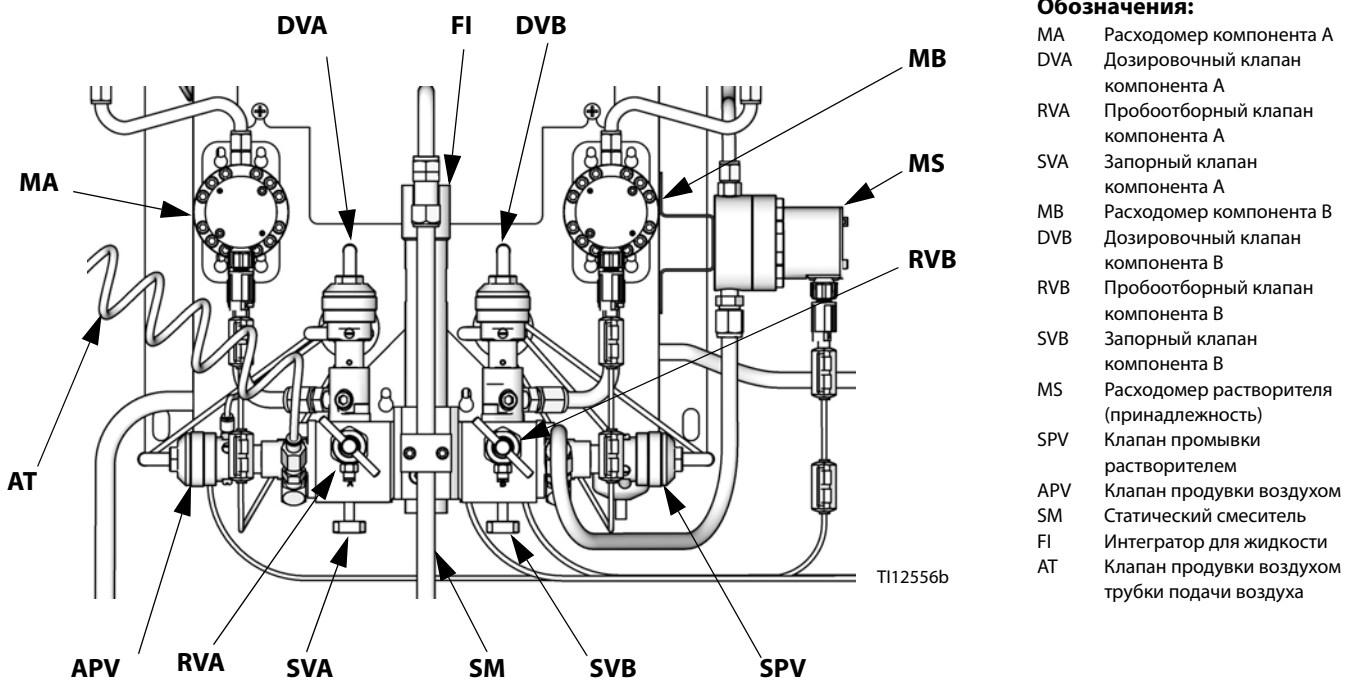 DVA
FI
DVB
MB
MA
MS
RVB
AT
TI12556b
APV
RVA
SVA
SM
SVB
SPV
Обозначения:
MA Расходомер компонента A
DVA Дозировочный клапан
компонента A
RVA Пробоотборный клапан
компонента A
SVA Запорный клапан
компонента A
MB Расходомер компонента B
DVB Дозировочный клапан
компонента B
RVB Пробоотборный клапан
компонента B
SVB Запорный клапан
компонента B
MS Расходомер растворителя
(принадлежность)
SPV Клапан промывки
растворителем
APV Клапан продувки воздухом
SM Статический смеситель
FI Интегратор для жидкости
AT Клапан продувки воздухом
трубки подачи воздуха